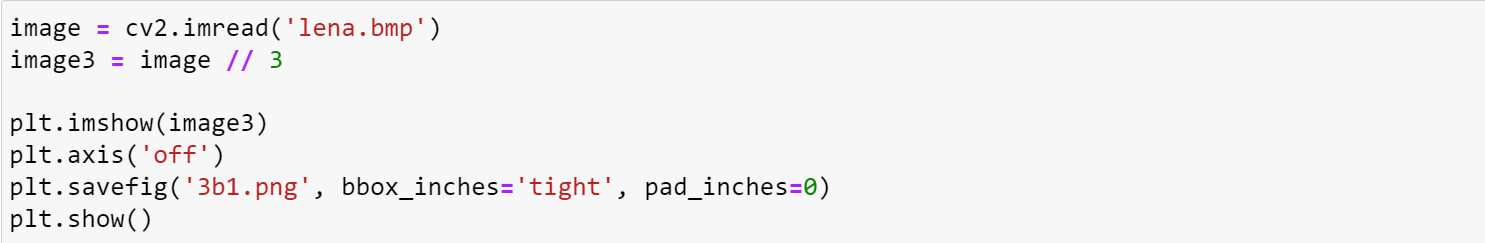 image = cv2.imread('lena.bmp')
image3 = image // 3
plt.imshow(image3)
plt.axis('off')
plt.savefig('3b1.png', bbox_inches='tight', pad_inches=0)
plt.show()